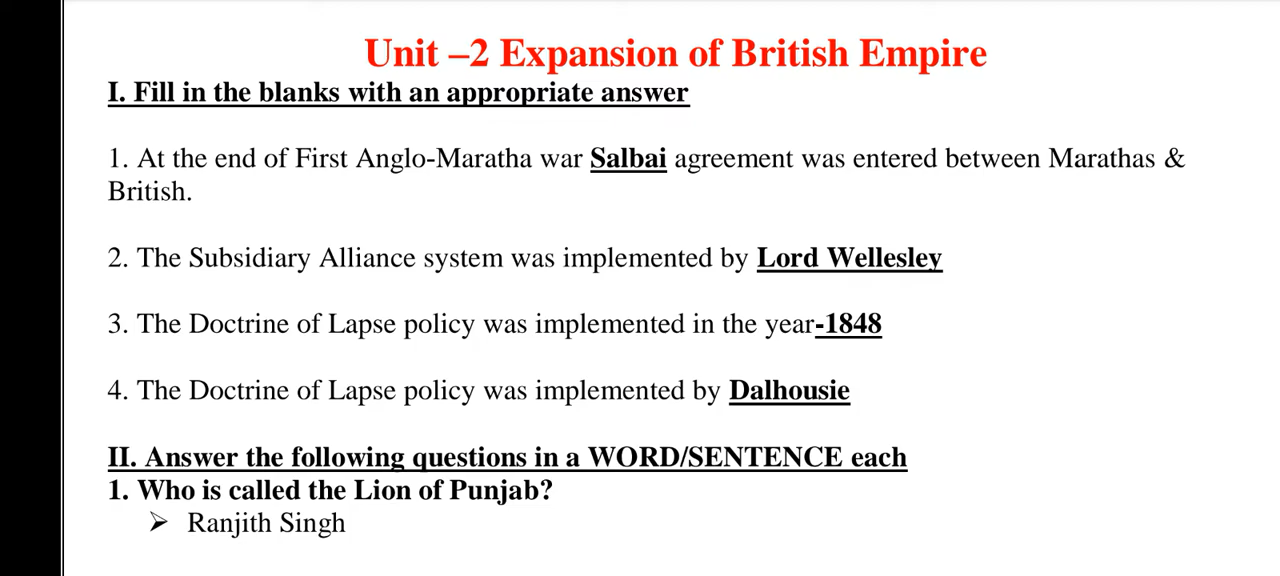 Unit –2 Expansion of British Empire
I. Fill in the blanks with an appropriate answer
1. At the end of First Anglo-Maratha war Salbai agreement was entered between Marathas &
British.
2. The Subsidiary Alliance system was implemented by Lord Wellesley
3. The Doctrine of Lapse policy was implemented in the year-1848
4. The Doctrine of Lapse policy was implemented by Dalhousie
II. Answer the following questions in a WORD/SENTENCE each
1. Who is called the Lion of Punjab?
➢ Ranjith Singh